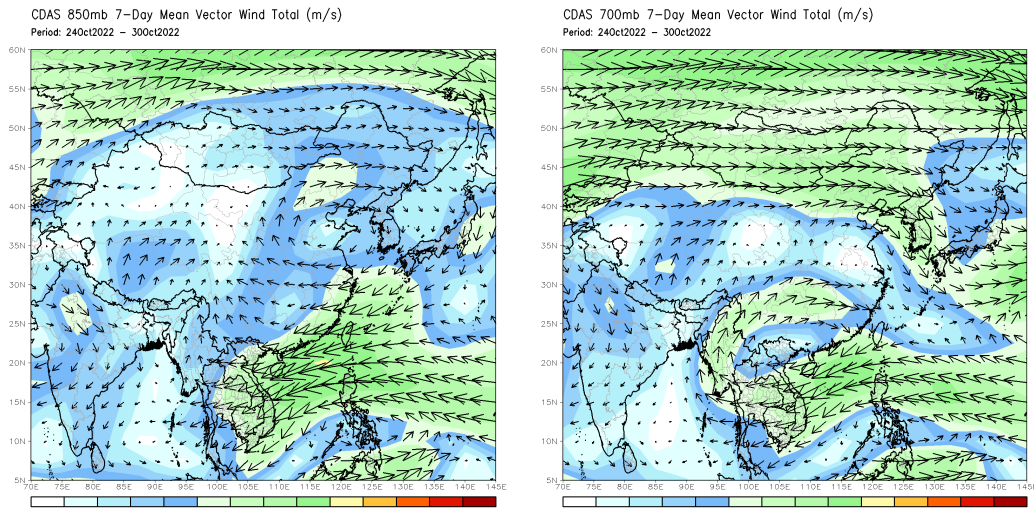 CDAS 850mb 7-Day Mean Vector Wind Total (m/s)
Period: 24Oct2022 – 30Oct2022
60N
55N
50N
45N
40N
35N
30N
25N
20N
15N
10N
5N
70E 75E 80E 85E 90E 95E 100E 105E 110E 115E 120E 125E 130E 135E 140E 145E
CDAS 700mb 7-Day Mean Vector Wind Total (m/s)
Period: 24Oct2022 – 30Oct2022
60N
55N
50N
45N
40N
35N
30N
25N
20N
15N
10N
5N
70E 75E 80E 85E 90E 95E 100E 105E 110E 115E 120E 125E 130E 135E 140E 145E